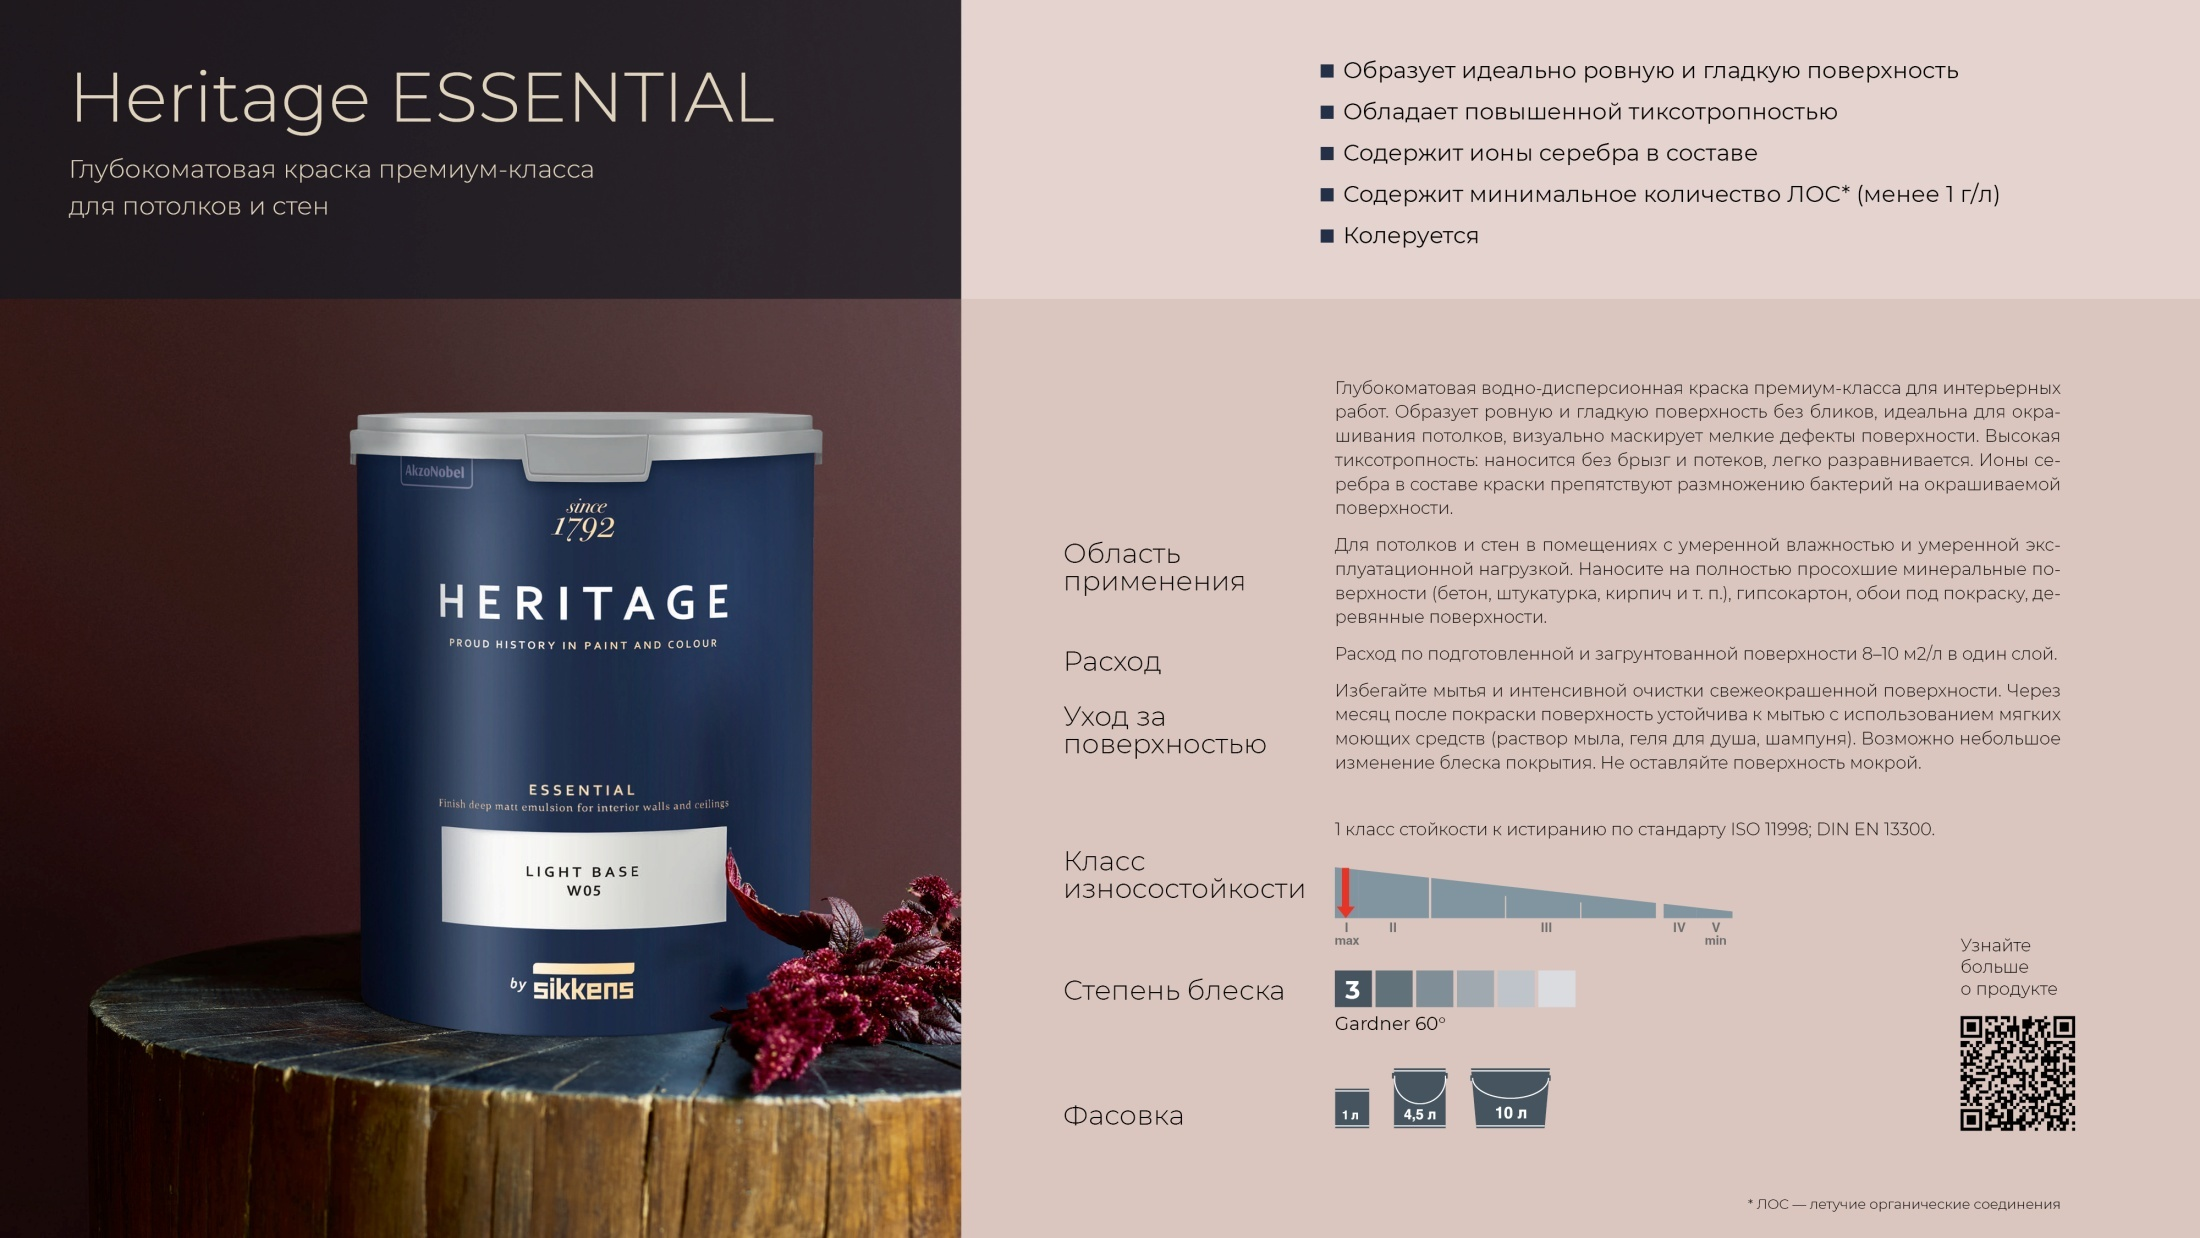 Heritage ESSENTIAL
Глубокоматовая краска премиум-класса
для потолков и стен
Образует идеально ровную и гладкую поверхность
Обладает повышенной тиксотропностью
Содержит ионы серебра в составе
Содержит минимальное количество ЛОС* (менее 1 г/л)
Колеруется
AkzoNobel
since
1792
HERITAGE
PROUD HISTORY IN PAINT AND COLOUR
ESSENTIAL
Finish deep matt emulsion for interior walls and ceilings
LIGHT BASE
W05
by sikkens
Глубокоматовая водно-дисперсионная краска премиум-класса для интерьерных
работ. Образует ровную и гладкую поверхность без бликов, идеальна для окра-
шивания потолков, визуально маскирует мелкие дефекты поверхности. Высокая
тиксотропность: наносится без брызг и потеков, легко разравнивается. Ионы се-
ребра в составе краски препятствуют размножению бактерий на окрашиваемой
поверхности.
Область
применения
Для потолков и стен в помещениях с умеренной влажностью и умеренной экс-
плуатационной нагрузкой. Наносите на полностью просохшие минеральные по-
верхности (бетон, штукатурка, кирпич и т. п.), гипсокартон, обои под покраску, де-
ревянные поверхности.
Расход
Расход по подготовленной и загрунтованной поверхности 8–10 м2/л в один слой.
Уход за
поверхностью
Избегайте мытья и интенсивной очистки свежеокрашенной поверхности. Через
месяц после покраски поверхность устойчива к мытью с использованием мягких
моющих средств (раствор мыла, геля для душа, шампуня). Возможно небольшое
изменение блеска покрытия. Не оставляйте поверхность мокрой.
Класс
износостойкости
1 класс стойкости к истиранию по стандарту ISO 11998; DIN EN 13300.
I II III IV V
max min
Степень блеска
3
Gardner 60°
Фасовка
1 л 4,5 л 10 л
Узнайте
больше
о продукте
* ЛОС — летучие органические соединения